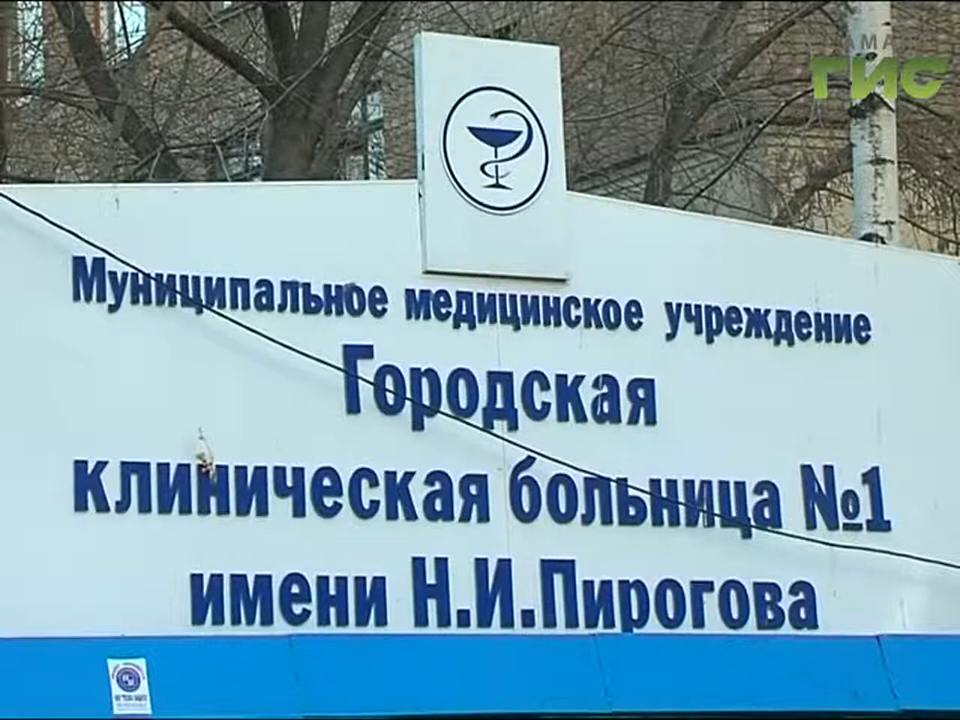 ГИС
Муниципальное медицинское учреждение
Городская
клиническая больница №1
имени Н.И.Пирогова